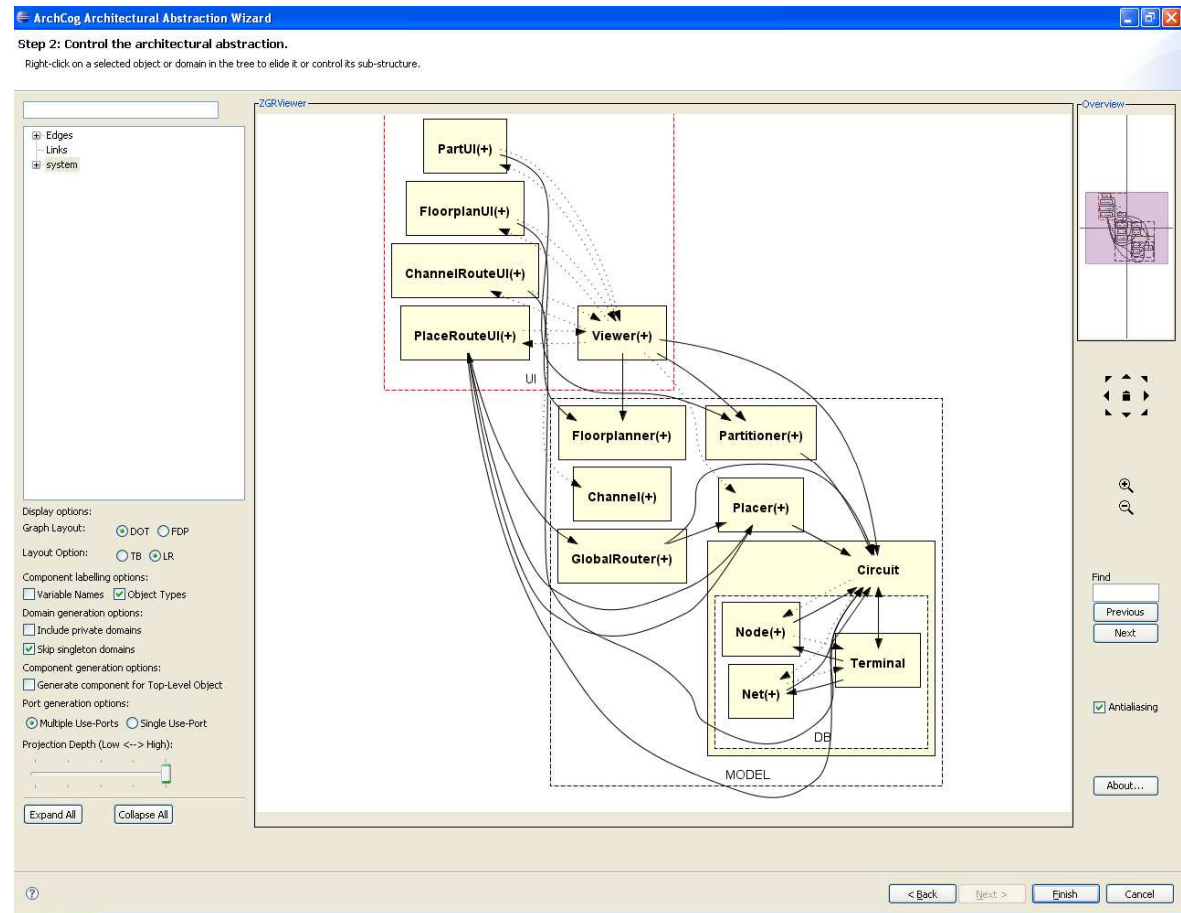 ArchCog Architectural Abstraction Wizard
Step 2: Control the architectural abstraction.
Right-click on a selected object or domain in the tree to elide it or control its sub-structure.
Edges
Links
system
Display options:
Graph Layout: DOT FDP
Layout Option: TB LR
Component labelling options:
Variable Names Object Types
Domain generation options:
Include private domains
Skip singleton domains
Component generation options:
Generate component for Top-Level Object
Port generation options:
Multiple Use-Ports Single Use-Port
Projection Depth (Low <--> High):
Expand All Collapse All
ZGRViewer
PartUI(+)
FloorplanUI(+)
ChannelRouteUI(+)
PlaceRouteUI(+) Viewer(+)
UI
Floorplanner(+) Partitioner(+)
Channel(+)
Placer(+)
GlobalRouter(+)
Circuit
Node(+)
Terminal
Net(+)
DB
MODEL
Overview
Find
Previous
Next
Antialiasing
About...
< Back Next > Finish Cancel